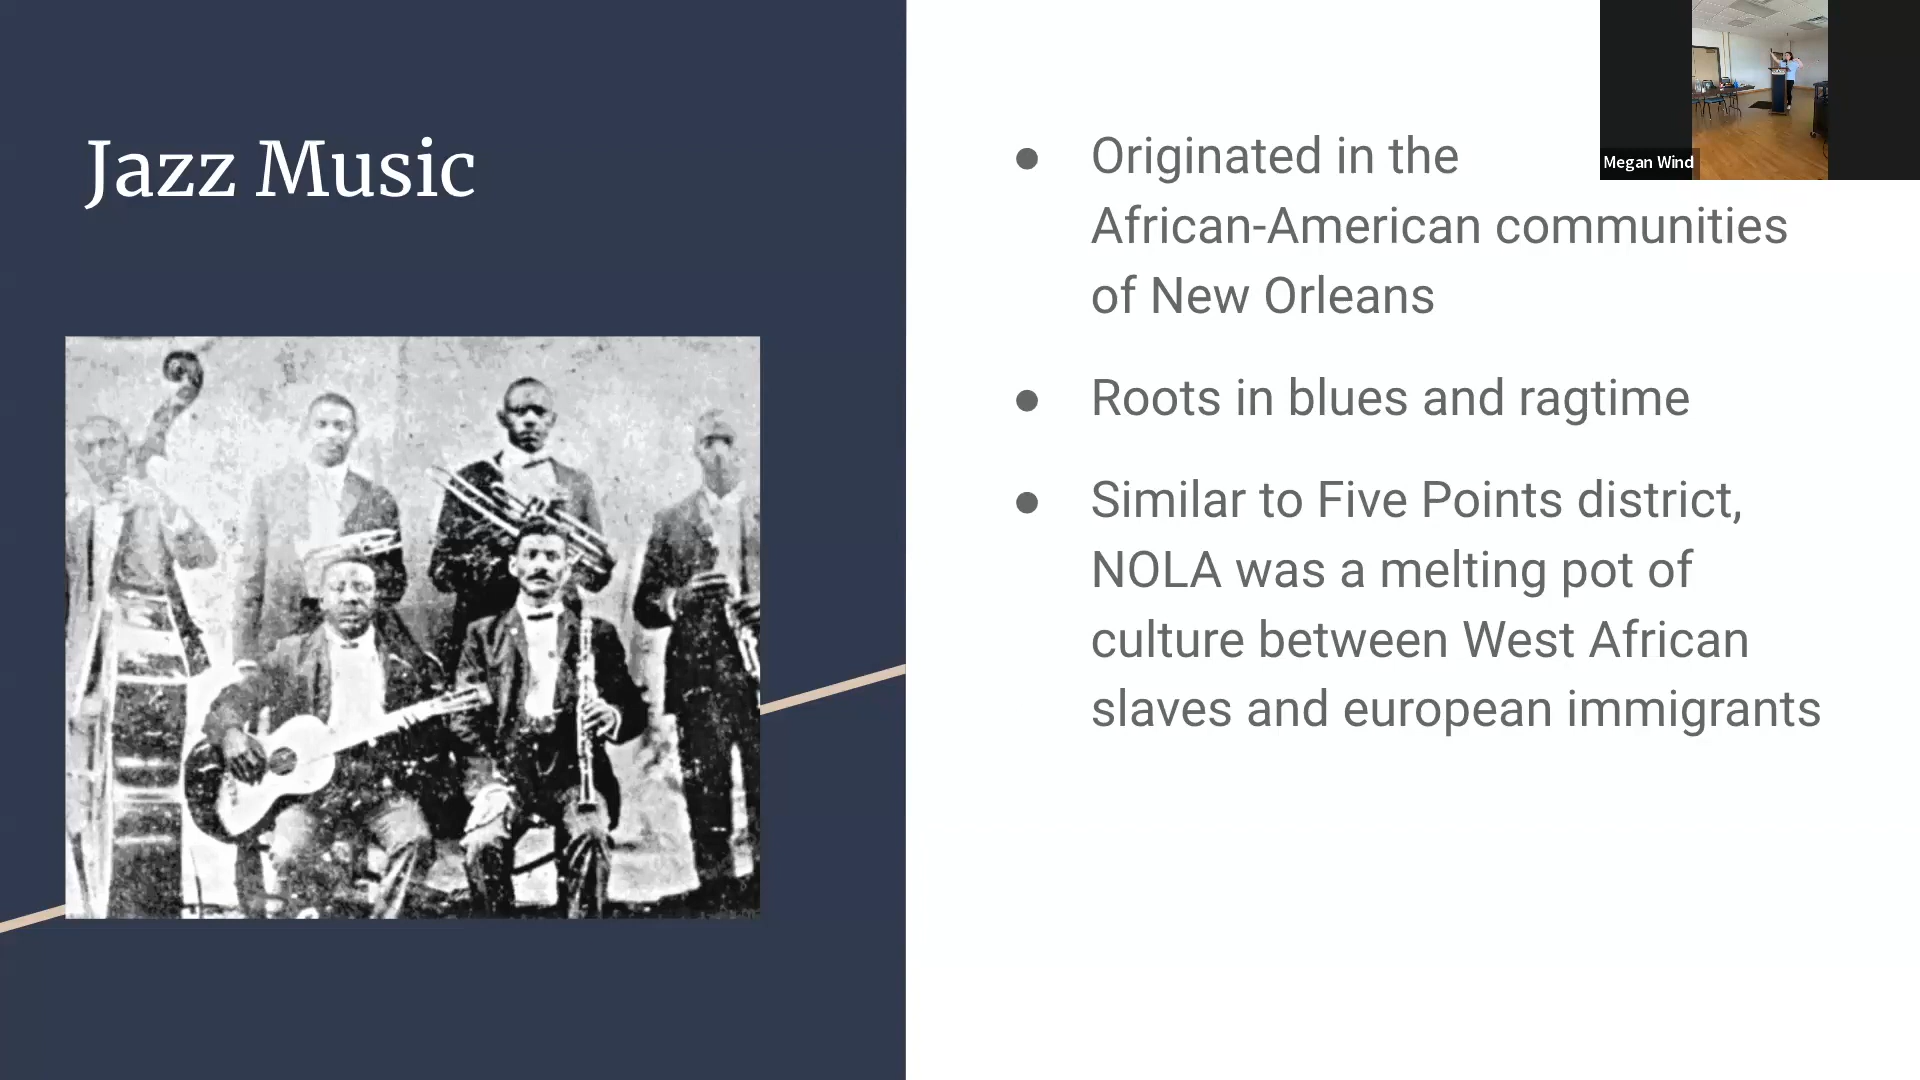 Jazz Music
Megan Wind
● Originated in the
African-American communities
of New Orleans
● Roots in blues and ragtime
● Similar to Five Points district,
NOLA was a melting pot of
culture between West African
slaves and european immigrants